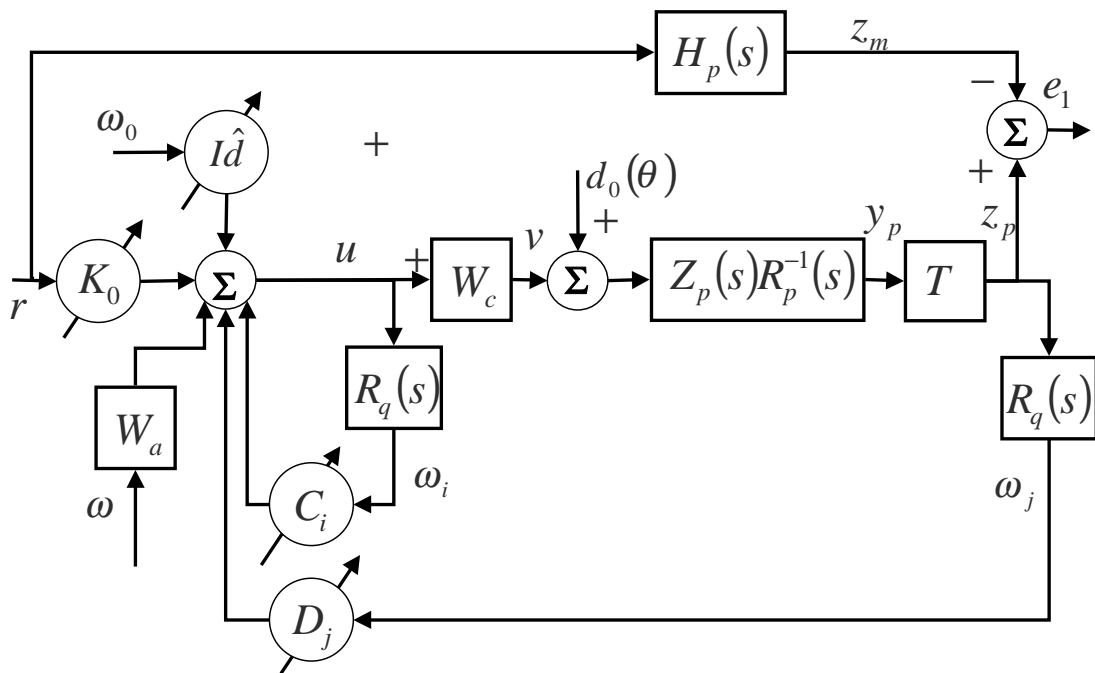 H_p(s)
z_m
−
e_1
Σ
ω_0
Id̂
+
+
z_p
d_0(θ)
+
y_p
r
K_0
Σ
u
+
W_c
v
Σ
Z_p(s)R_p^{-1}(s)
T
W_a
ω
R_q(s)
ω_i
C_i
R_q(s)
ω_j
D_j